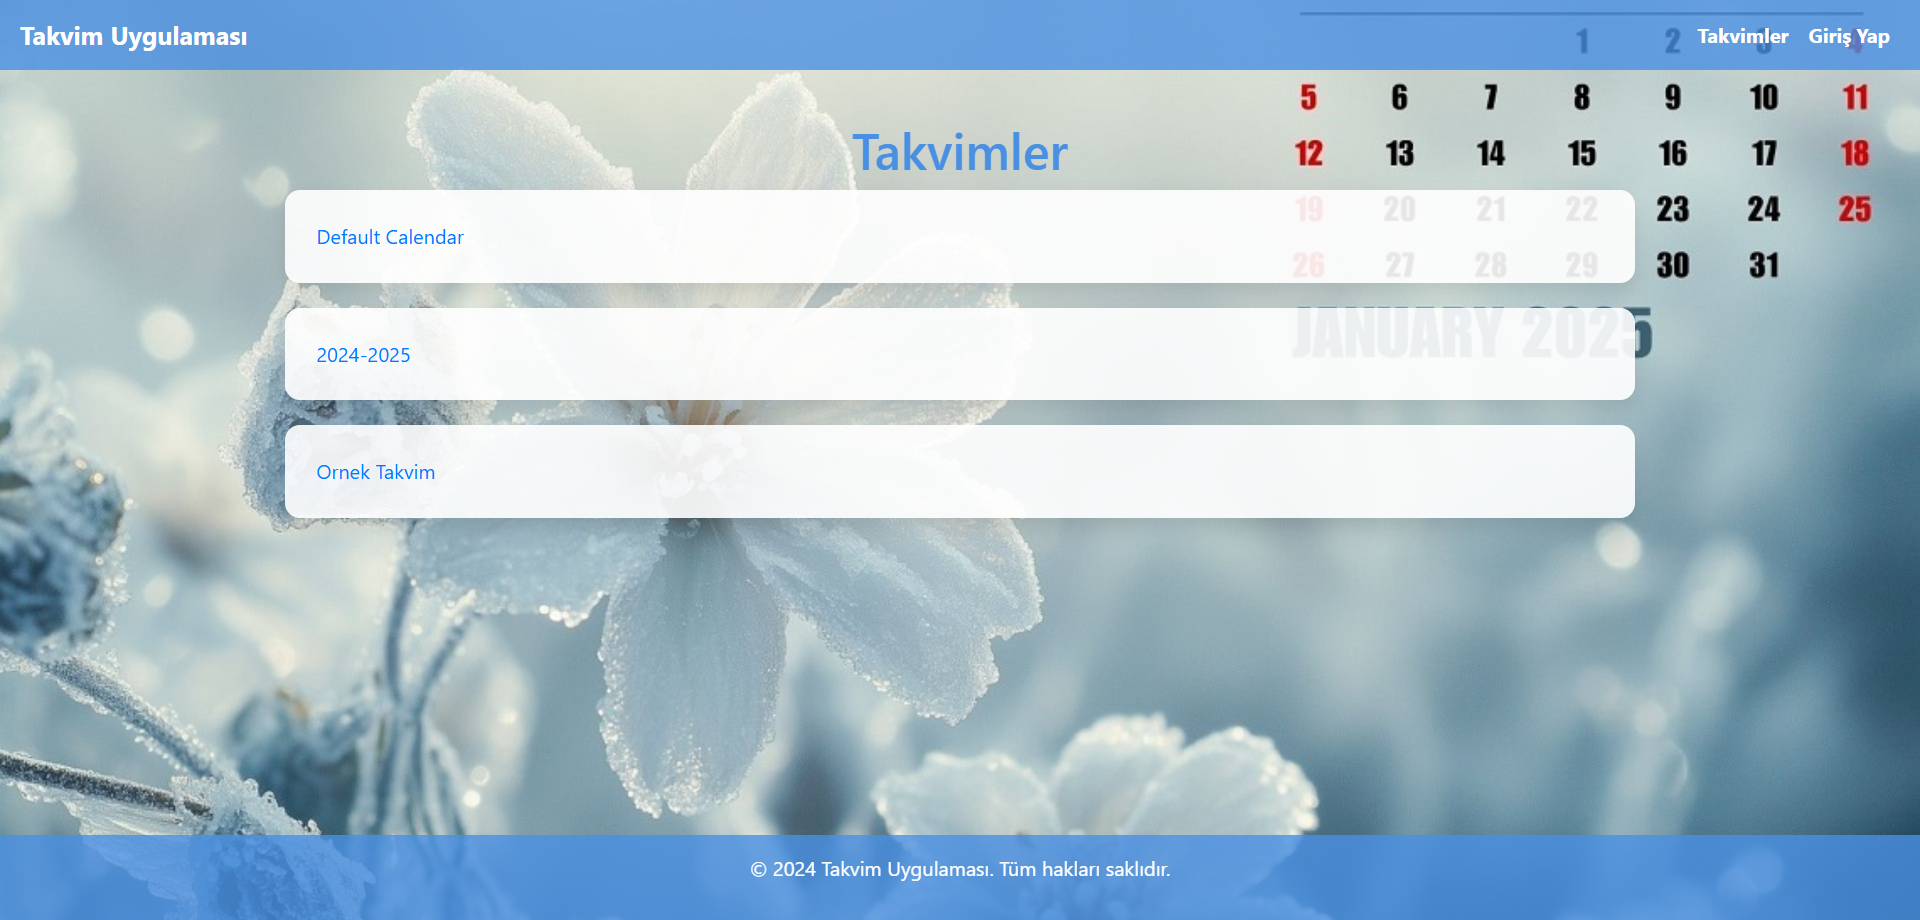 Takvim Uygulaması
Takvimler Giriş Yap
1 2 3 4
5 6 7 8 9 10 11
Takvimler
12 13 14 15 16 17 18
19 20 21 22 23 24 25
Default Calendar
26 27 28 29 30 31
JANUARY 2025
2024-2025
Ornek Takvim
© 2024 Takvim Uygulaması. Tüm hakları saklıdır.